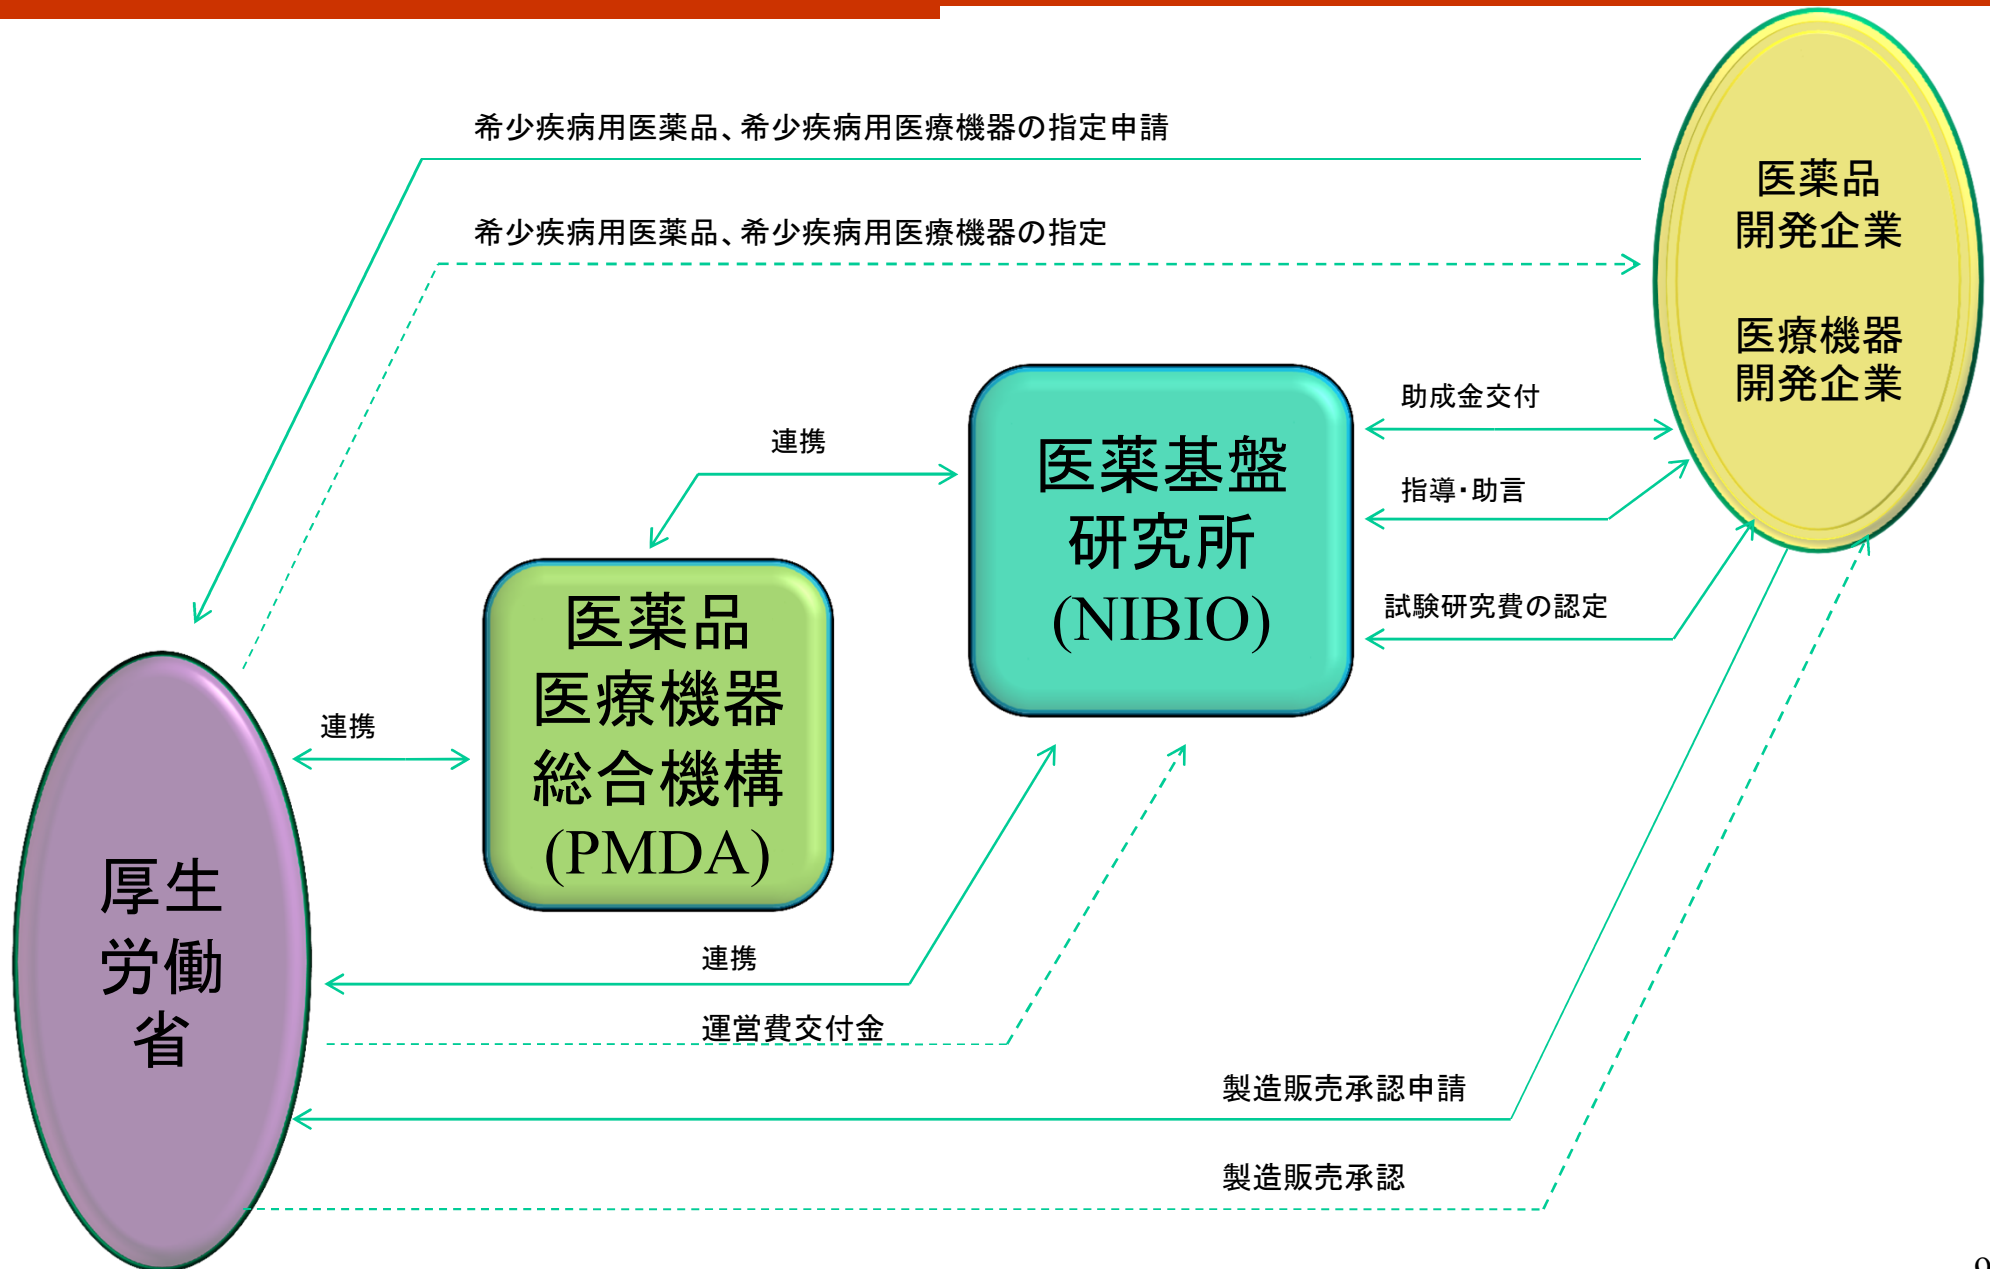 希少疾病用医薬品、希少疾病用医療機器の指定申請
希少疾病用医薬品、希少疾病用医療機器の指定
医薬品
開発企業
医療機器
開発企業
助成金交付
指導・助言
試験研究費の認定
連携
医薬基盤
研究所
(NIBIO)
医薬品
医療機器
総合機構
(PMDA)
連携
厚生
労働
省
連携
運営費交付金
製造販売承認申請
製造販売承認